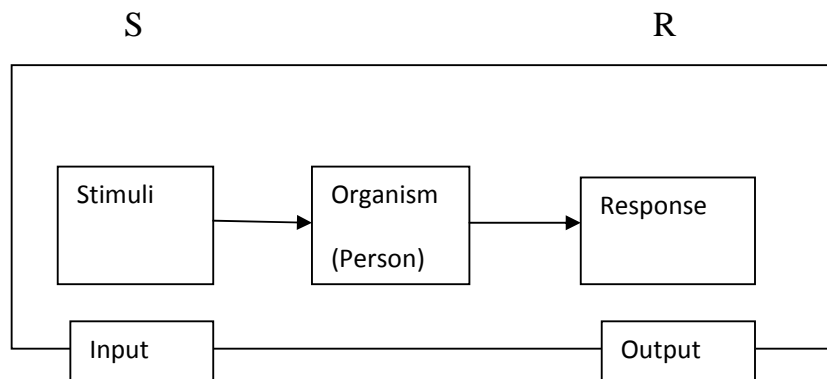 S R
Stimuli
Organism
(Person)
Response
Input
Output